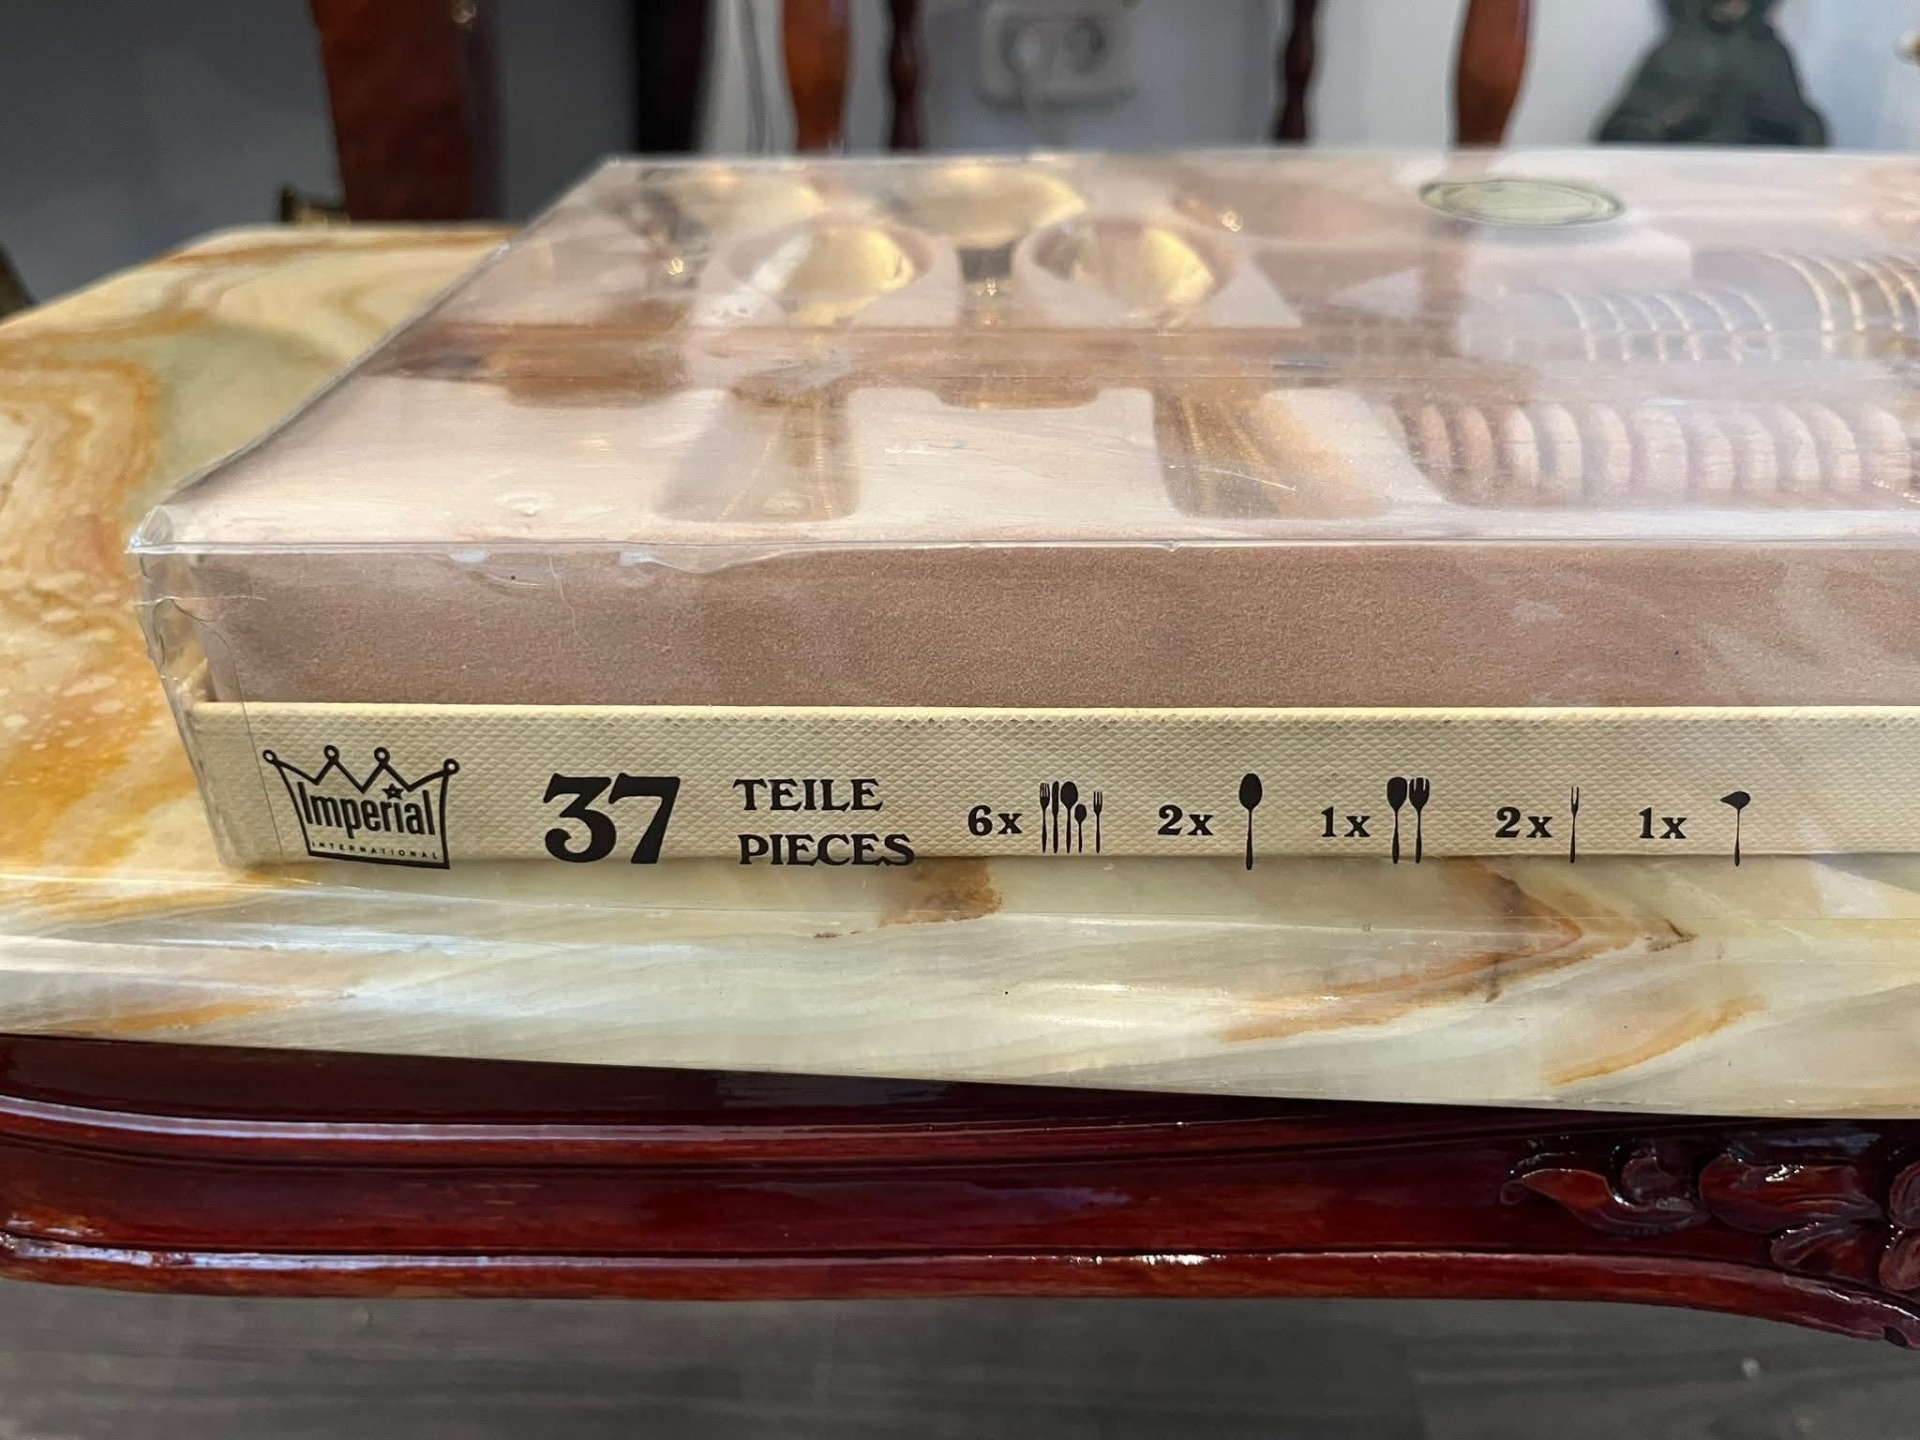 Imperial
INTERNATIONAL
37
TEILE
PIECES
6x
2x
1x
2x
1x